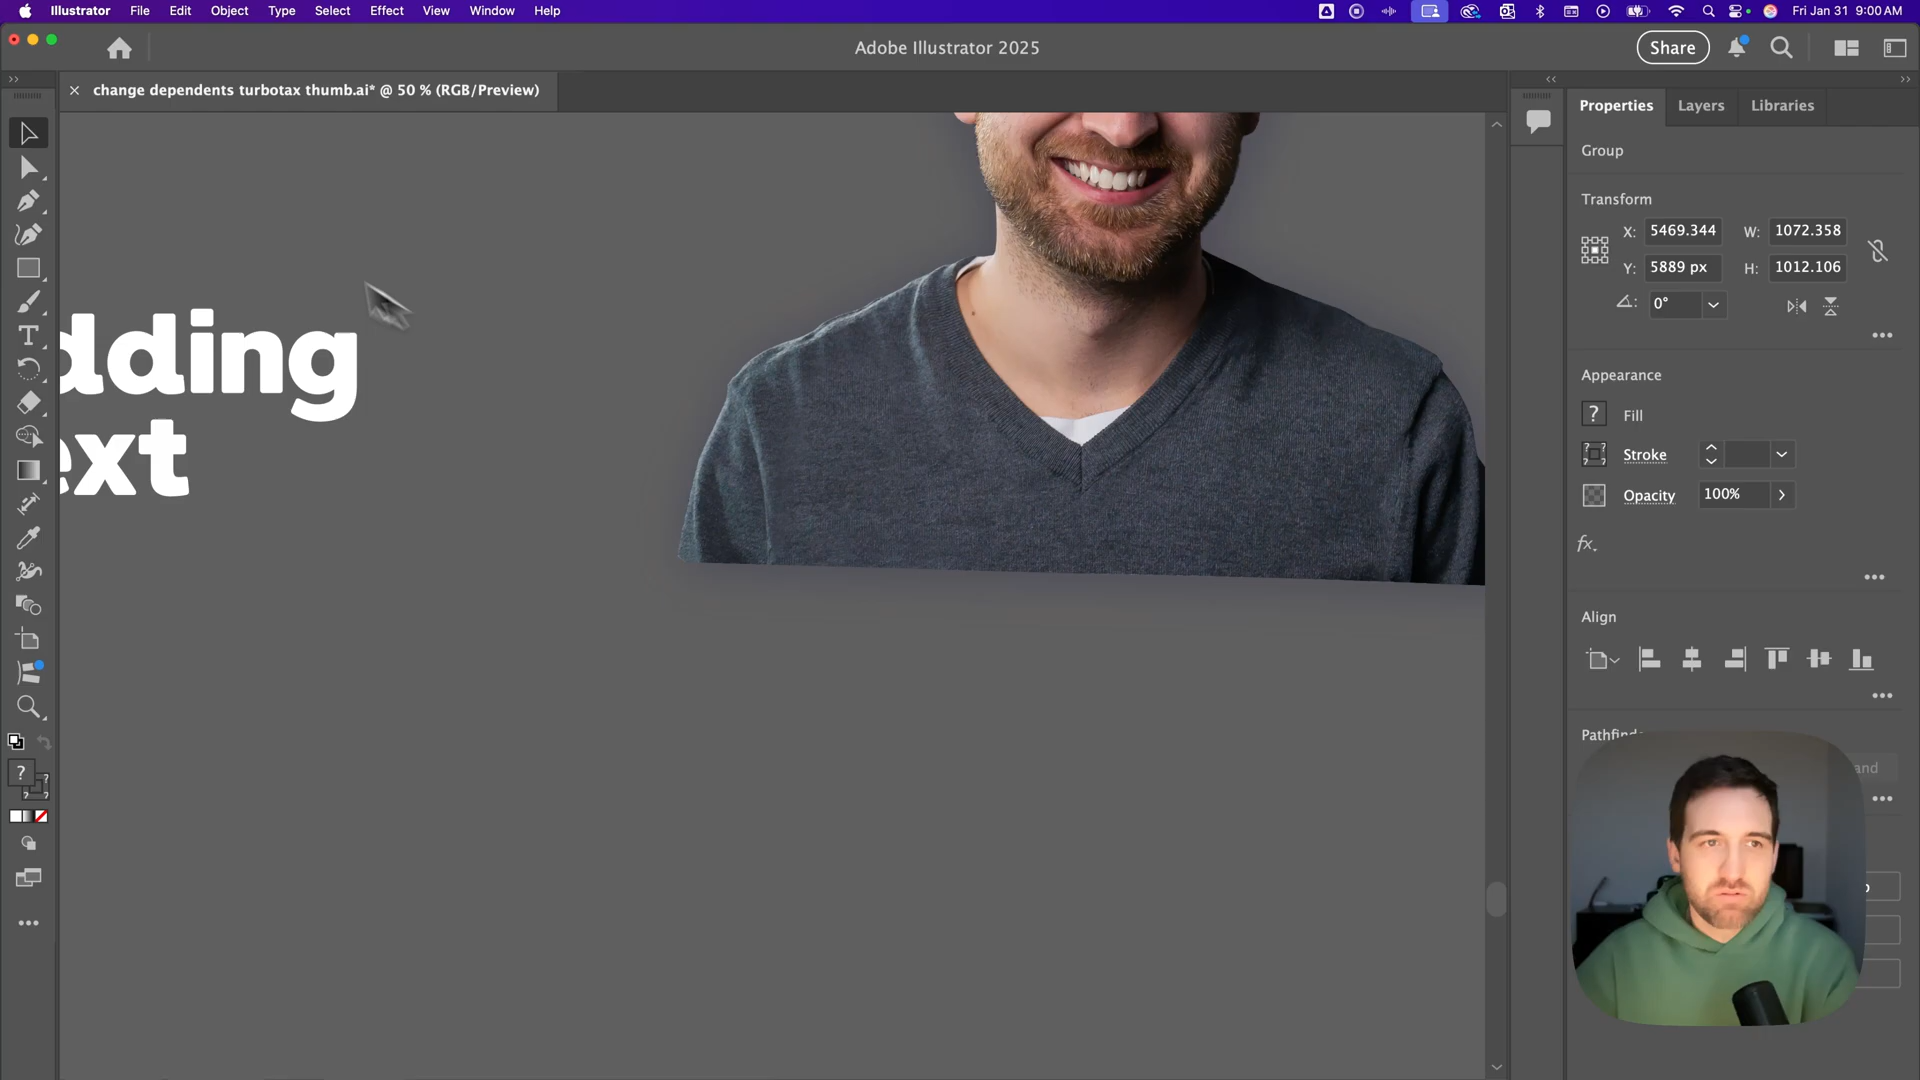 Illustrator File Edit Object Type Select Effect View Window Help
Fri Jan 31 9:00 AM
Adobe Illustrator 2025
Share
change dependents turbotax thumb.ai* @ 50 % (RGB/Preview)
Properties Layers Libraries
Group
Transform
X: 5469.344 W: 1072.358
Y: 5889 px H: 1012.106
0°
Appearance
? Fill
Stroke
Opacity 100%
fx.
Align
dding
ext